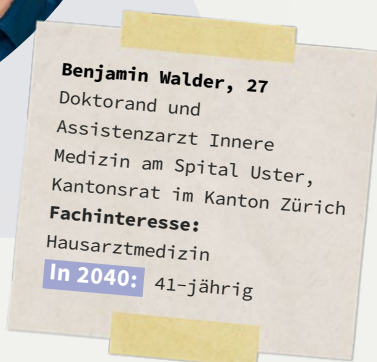 Benjamin Walder, 27
Doktorand und
Assistenzarzt Innere
Medizin am Spital Uster,
Kantonsrat im Kanton Zürich
Fachinteresse:
Hausarztmedizin
In 2040: 41-jährig